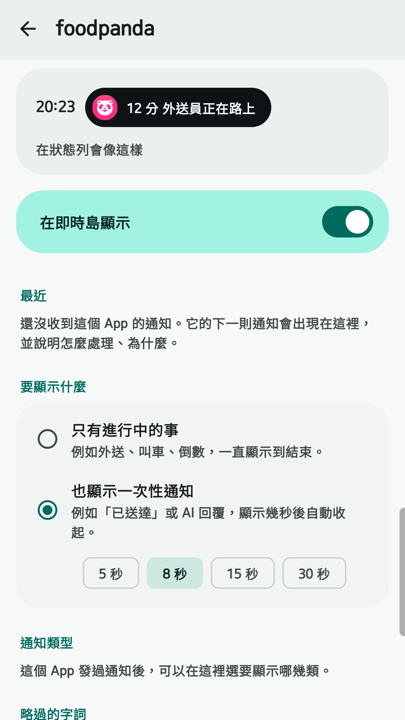 foodpanda
20:23
12 分 外送員正在路上
在狀態列會像這樣
在即時島顯示
最近
還沒收到這個 App 的通知。它的下一則通知會出現在這裡，
並說明怎麼處理、為什麼。
要顯示什麼
只有進行中的事
例如外送、叫車、倒數，一直顯示到結束。
也顯示一次性通知
例如「已送達」或 AI 回覆，顯示幾秒後自動收
起。
5 秒
8 秒
15 秒
30 秒
通知類型
這個 App 發過通知後，可以在這裡選要顯示哪幾類。
略過的字詞